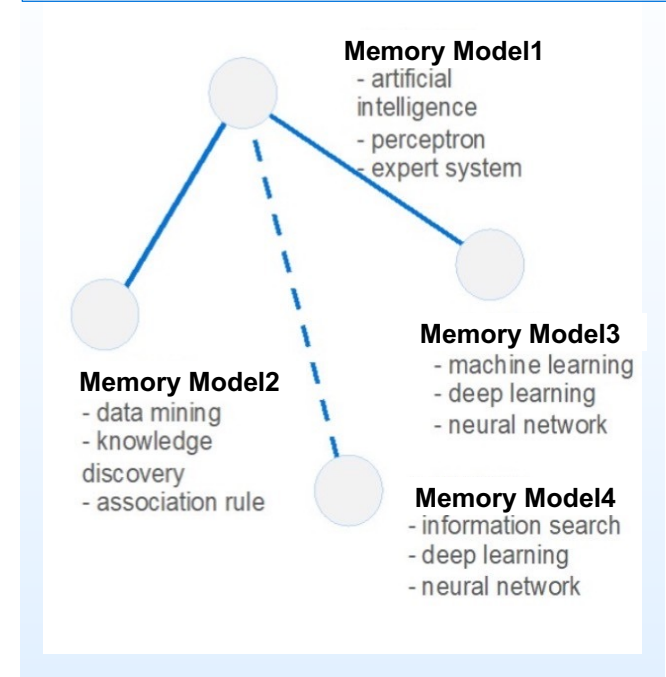 Memory Model1
- artificial
intelligence
- perceptron
- expert system
Memory Model3
- machine learning
- deep learning
- neural network
Memory Model2
- data mining
- knowledge
discovery
- association rule
Memory Model4
- information search
- deep learning
- neural network